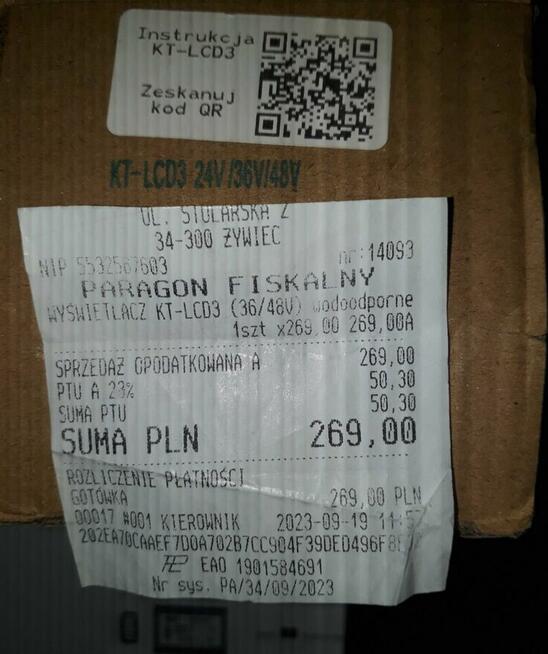 Instrukcja
KT-LCD3
Zeskanuj
kod QR
KT-LCD3 24V/36V/48V
UL. STOLARSKA 2
34-300 ŻYWIEC
NIP nr:14093
PARAGON FISKALNY
WYŚWIETLACZ KT-LCD3 (36/48V) wodoodporne
1szt x269,00 269,00A
SPRZEDAŻ OPODATKOWANA A 269,00
PTU A 23% 50,30
SUMA PTU 50,30
SUMA PLN 269,00
ROZLICZENIE PŁATNOŚCI
GOTÓWKA 269,00 PLN
00017 #001 KIEROWNIK 2023-09-19
EAO 1901584691
Nr sys. PA/34/09/2023